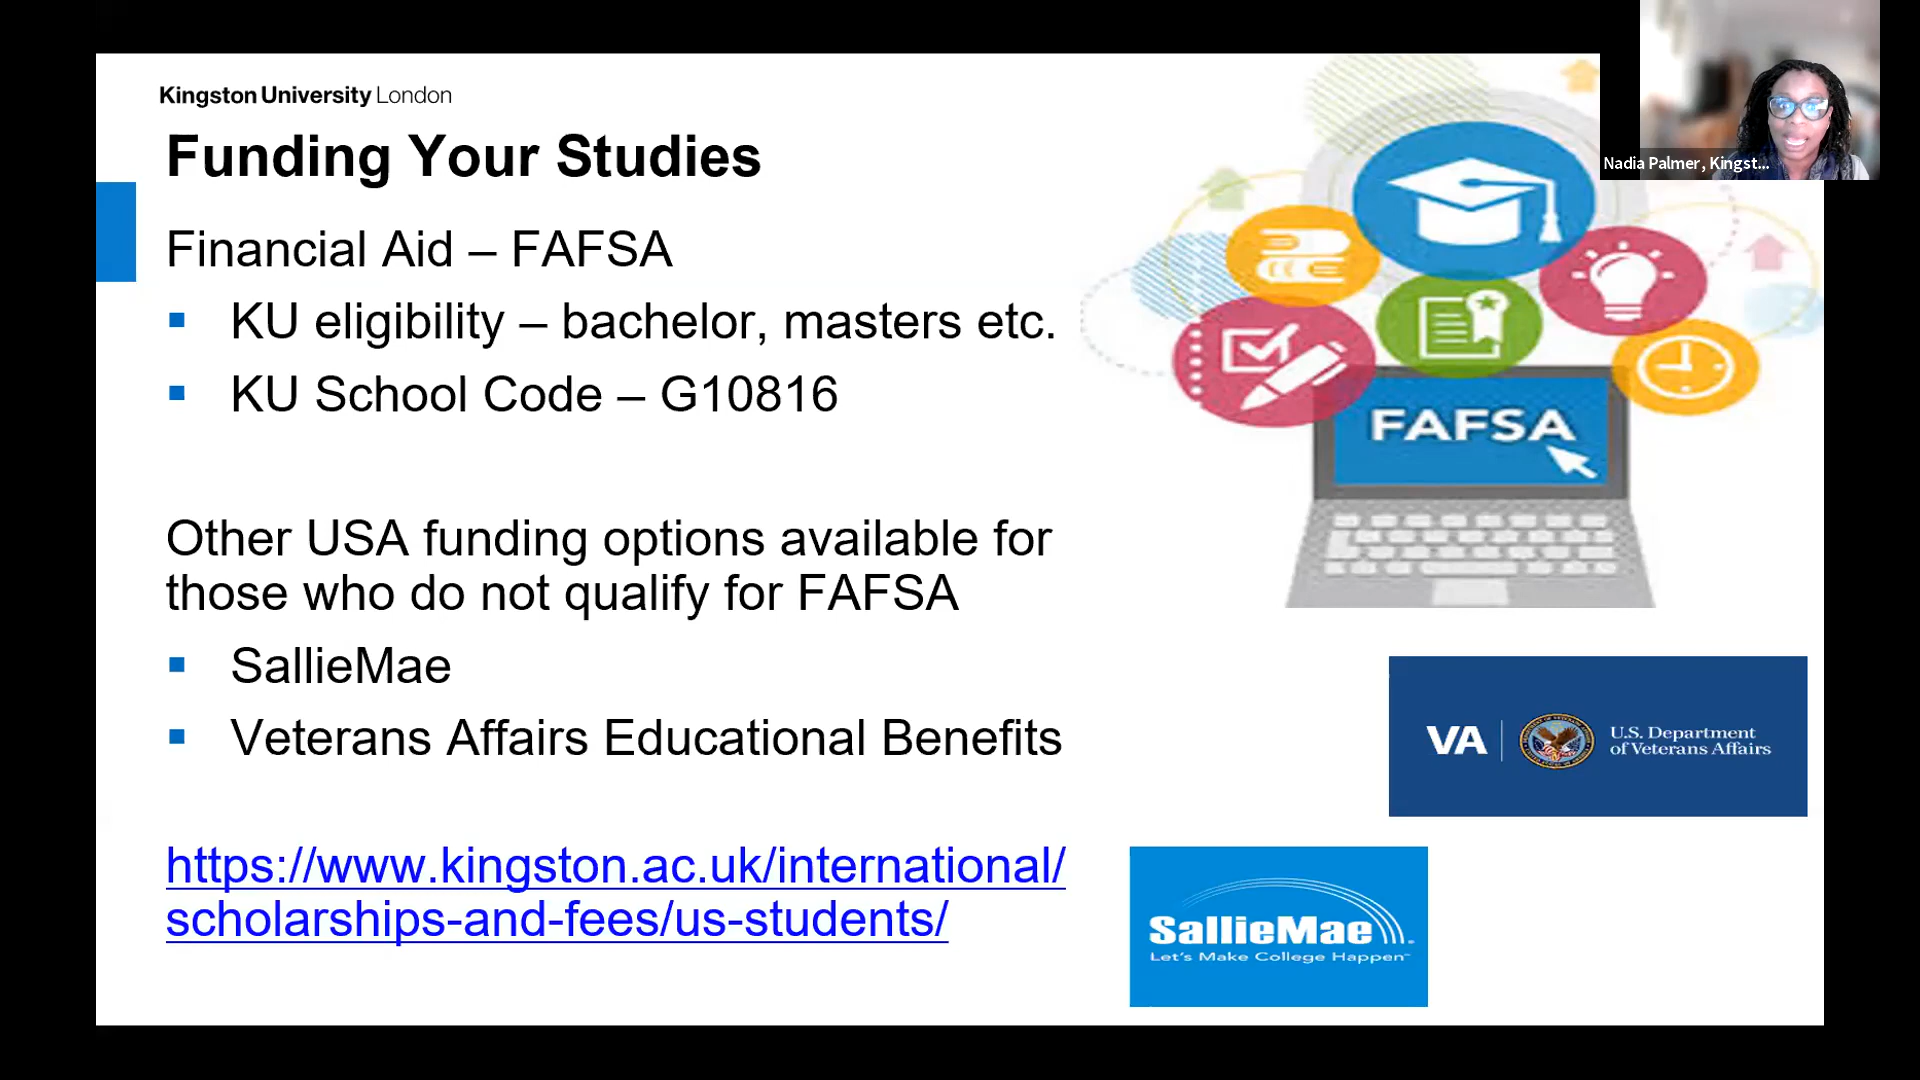 Kingston University London
Funding Your Studies
Financial Aid – FAFSA
▪ KU eligibility – bachelor, masters etc.
▪ KU School Code – G10816
Other USA funding options available for
those who do not qualify for FAFSA
▪ SallieMae
▪ Veterans Affairs Educational Benefits
https://www.kingston.ac.uk/international/
scholarships-and-fees/us-students/
Nadia Palmer, Kingst...
FAFSA
VA
U.S. Department
of Veterans Affairs
SallieMae
Let's Make College Happen